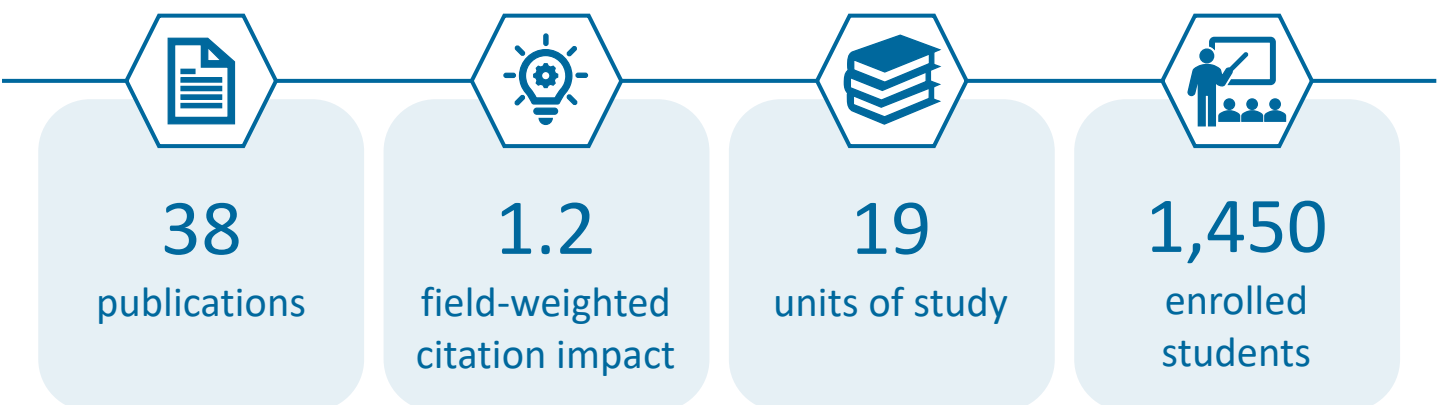 38
publications
1.2
field-weighted
citation impact
19
units of study
1,450
enrolled
students